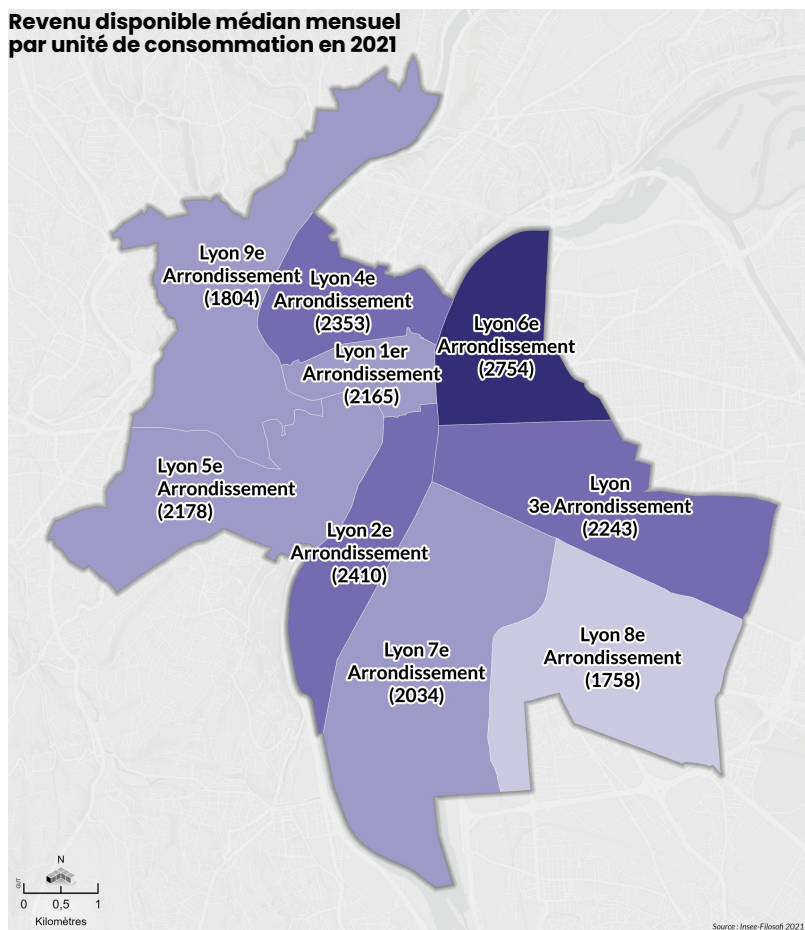 Revenu disponible médian mensuel
par unité de consommation en 2021
Lyon 9e
Arrondissement
(1804)
Lyon 4e
Arrondissement
(2353)
Lyon 6e
Arrondissement
(2754)
Lyon 1er
Arrondissement
(2165)
Lyon 5e
Arrondissement
(2178)
Lyon
3e Arrondissement
(2243)
Lyon 2e
Arrondissement
(2410)
Lyon 7e
Arrondissement
(2034)
Lyon 8e
Arrondissement
(1758)
N
GUT
0 0,5 1
Kilomètres
Source : Insee-Filosofi 2021